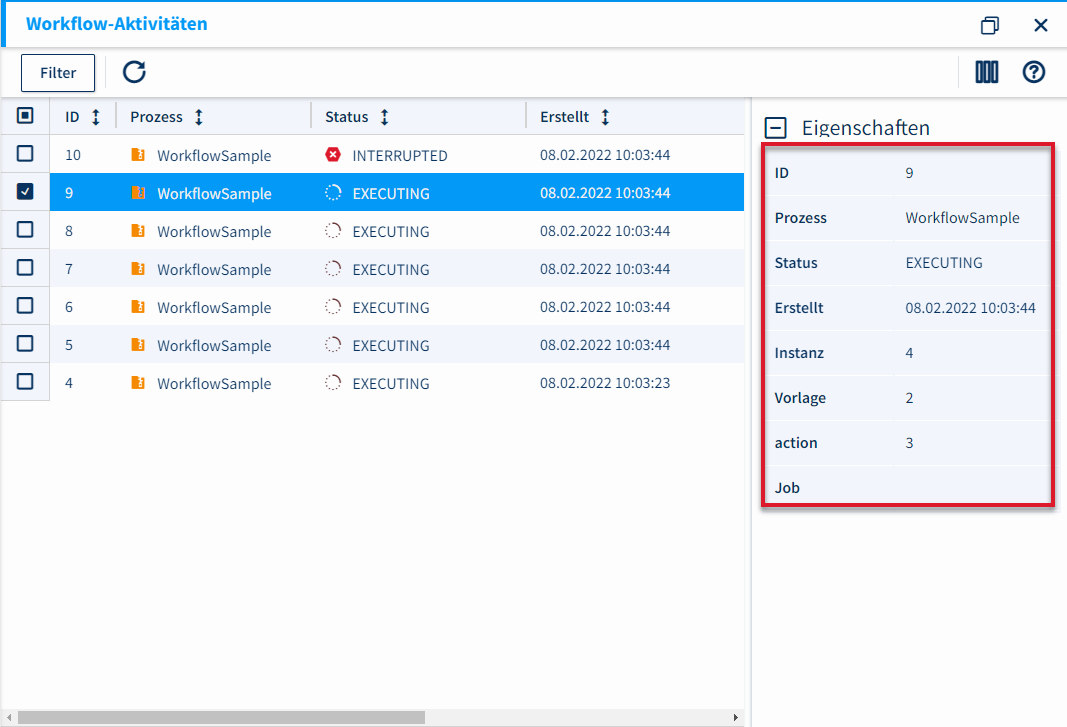 Workflow-Aktivitäten
Filter
ID Prozess Status Erstellt
10 WorkflowSample INTERRUPTED 08.02.2022 10:03:44
9 WorkflowSample EXECUTING 08.02.2022 10:03:44
8 WorkflowSample EXECUTING 08.02.2022 10:03:44
7 WorkflowSample EXECUTING 08.02.2022 10:03:44
6 WorkflowSample EXECUTING 08.02.2022 10:03:44
5 WorkflowSample EXECUTING 08.02.2022 10:03:44
4 WorkflowSample EXECUTING 08.02.2022 10:03:23
Eigenschaften
ID 9
Prozess WorkflowSample
Status EXECUTING
Erstellt 08.02.2022 10:03:44
Instanz 4
Vorlage 2
action 3
Job